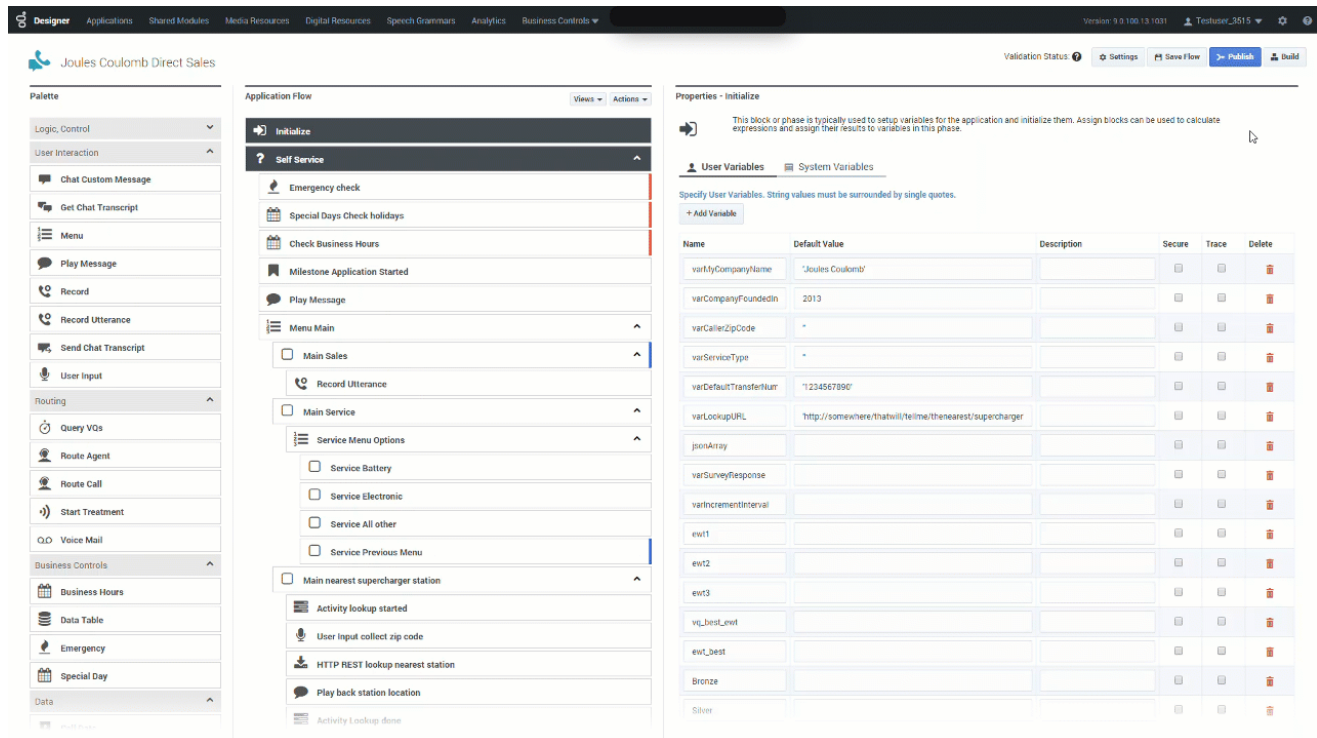 Designer Applications Shared Modules Media Resources Digital Resources Speech Grammars Analytics Business Controls Version: 9.0.100.13.1031 Testuser_3515
Joules Coulomb Direct Sales
Validation Status: Settings Save Flow Publish Build
Palette
Logic, Control
User Interaction
Chat Custom Message
Get Chat Transcript
Menu
Play Message
Record
Record Utterance
Send Chat Transcript
User Input
Routing
Query VQs
Route Agent
Route Call
Start Treatment
Voice Mail
Business Controls
Business Hours
Data Table
Emergency
Special Day
Data
Application Flow Views Actions
Initialize
Self Service
Emergency check
Special Days Check holidays
Check Business Hours
Milestone Application Started
Play Message
Menu Main
Main Sales
Record Utterance
Main Service
Service Menu Options
Service Battery
Service Electronic
Service All other
Service Previous Menu
Main nearest supercharger station
Activity lookup started
User Input collect zip code
HTTP REST lookup nearest station
Play back station location
Activity Lookup done
Properties - Initialize
This block or phase is typically used to setup variables for the application and initialize them. Assign blocks can be used to calculate
expressions and assign their results to variables in this phase.
User Variables System Variables
Specify User Variables. String values must be surrounded by single quotes.
+ Add Variable
Name Default Value Description Secure Trace Delete
varMyCompanyName 'Joules Coulomb'
varCompanyFoundedIn 2013
varCallerZipCode ''
varServiceType ''
varDefaultTransferNum '1234567890'
varLookupURL 'http://somewhere/thatwill/tellme/thenearest/supercharger
jsonArray
varSurveyResponse
varIncrementInterval
ewt1
ewt2
ewt3
vq_best_ewt
ewt_best
Bronze
Silver